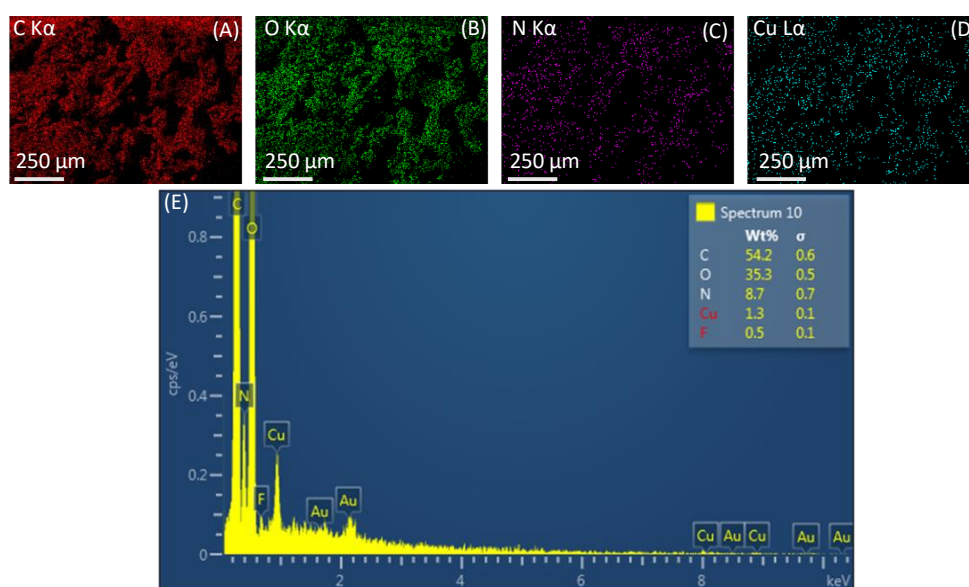 C Kα (A)
O Kα (B)
N Kα (C)
Cu Lα (D)
250 µm
250 µm
250 µm
250 µm
(E)
Spectrum 10
Wt% σ
C 54.2 0.6
O 35.3 0.5
N 8.7 0.7
Cu 1.3 0.1
F 0.5 0.1
cps/eV
0.8
0.6
0.4
0.2
0
C
O
N
Cu
F
Au
Au
Cu
Au
Cu
Au
Au
2
4
6
8
keV